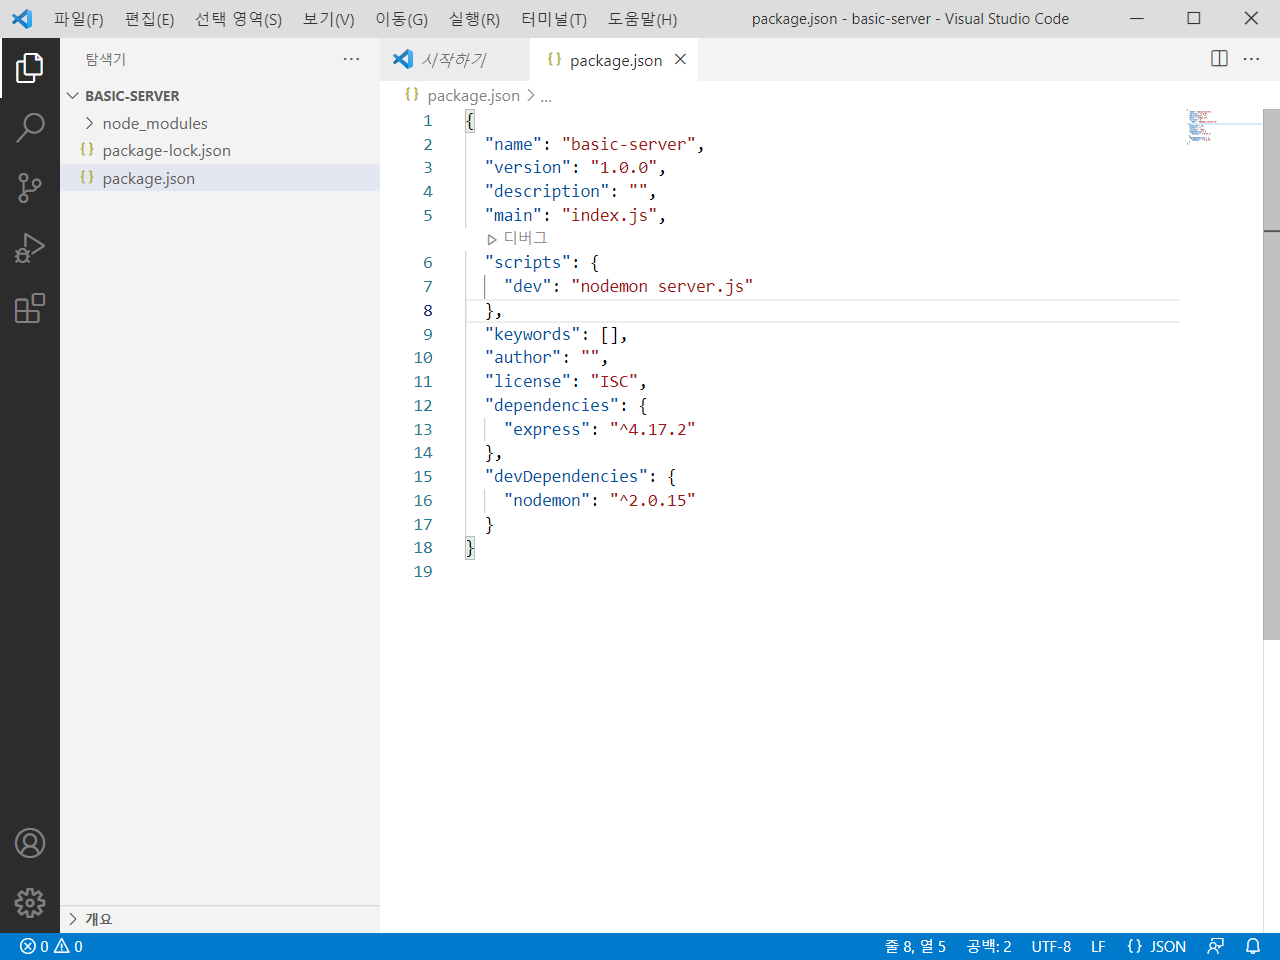 파일(F) 편집(E) 선택 영역(S) 보기(V) 이동(G) 실행(R) 터미널(T) 도움말(H) package.json - basic-server - Visual Studio Code
탐색기
BASIC-SERVER
node_modules
{} package-lock.json
{} package.json
개요
시작하기
{} package.json
{} package.json > ...
1 {
2 "name": "basic-server",
3 "version": "1.0.0",
4 "description": "",
5 "main": "index.js",
디버그
6 "scripts": {
7 "dev": "nodemon server.js"
8 },
9 "keywords": [],
10 "author": "",
11 "license": "ISC",
12 "dependencies": {
13 "express": "^4.17.2"
14 },
15 "devDependencies": {
16 "nodemon": "^2.0.15"
17 }
18 }
19
0 0 줄 8, 열 5 공백: 2 UTF-8 LF {} JSON